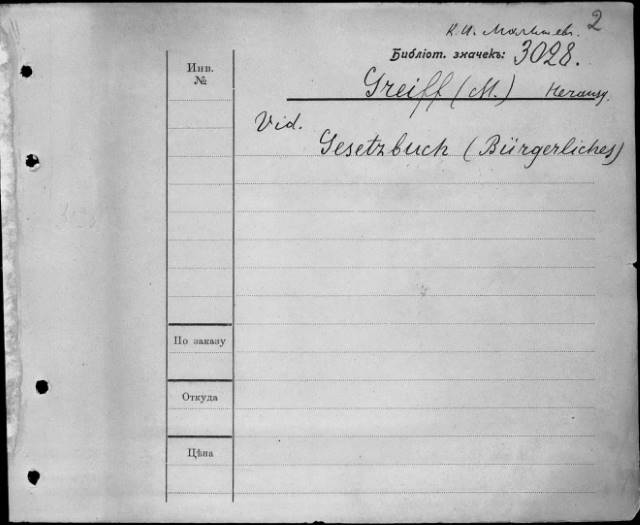 2
К. И. Малышев.
Библіот. значекъ: 3028.
Инв.
№
Greiff (M.) Herausg.
Vid.
Gesetzbuch (Bürgerliches)
По заказу
Откуда
Цѣна